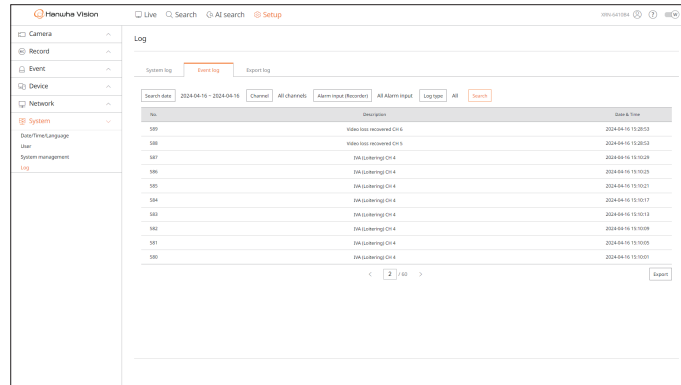 Hanwha Vision
Live Search AI search Setup
XRN-6410B4
Camera
Record
Event
Device
Network
System
Date/Time/Language
User
System management
Log
Log
System log Event log Export log
Search date 2024-04-16 ~ 2024-04-16 Channel All channels Alarm input (Recorder) All Alarm input Log type All Search
No. Description Date & Time
589 Video loss recovered CH 6 2024-04-16 15:28:53
588 Video loss recovered CH 5 2024-04-16 15:28:53
587 IVA (Loitering) CH 4 2024-04-16 15:10:29
586 IVA (Loitering) CH 4 2024-04-16 15:10:25
585 IVA (Loitering) CH 4 2024-04-16 15:10:21
584 IVA (Loitering) CH 4 2024-04-16 15:10:17
583 IVA (Loitering) CH 4 2024-04-16 15:10:13
582 IVA (Loitering) CH 4 2024-04-16 15:10:09
581 IVA (Loitering) CH 4 2024-04-16 15:10:05
580 IVA (Loitering) CH 4 2024-04-16 15:10:01
< 2 / 60 >
Export